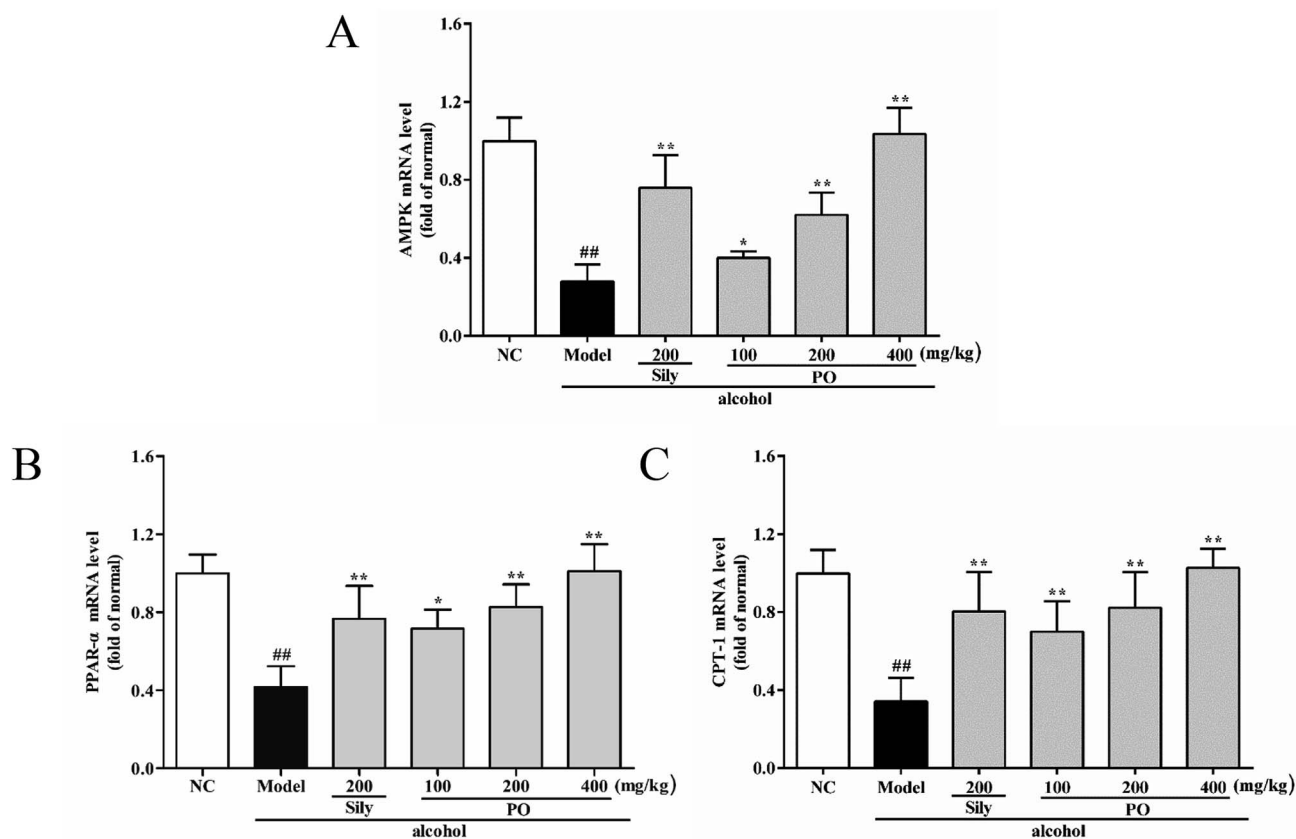 A
AMPK mRNA level
(fold of normal)
1.6
1.2
0.8
0.4
0.0
##
**
*
**
**
NC Model 200 100 200 400 (mg/kg)
Sily PO
alcohol
B
PPAR-α mRNA level
(fold of normal)
1.6
1.2
0.8
0.4
0.0
##
**
*
**
**
NC Model 200 100 200 400 (mg/kg)
Sily PO
alcohol
C
CPT-1 mRNA level
(fold of normal)
1.6
1.2
0.8
0.4
0.0
##
**
**
**
**
NC Model 200 100 200 400 (mg/kg)
Sily PO
alcohol